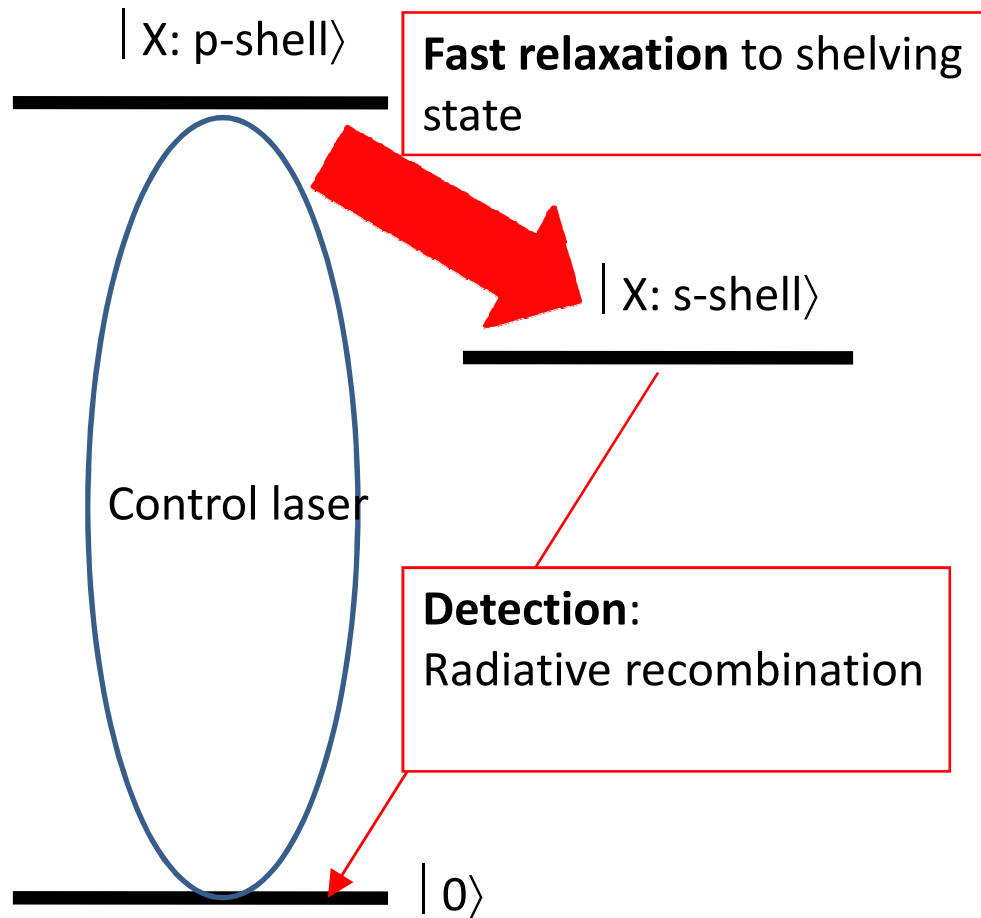 | X: p-shell⟩
Fast relaxation to shelving
state
| X: s-shell⟩
Control laser
Detection:
Radiative recombination
| 0⟩